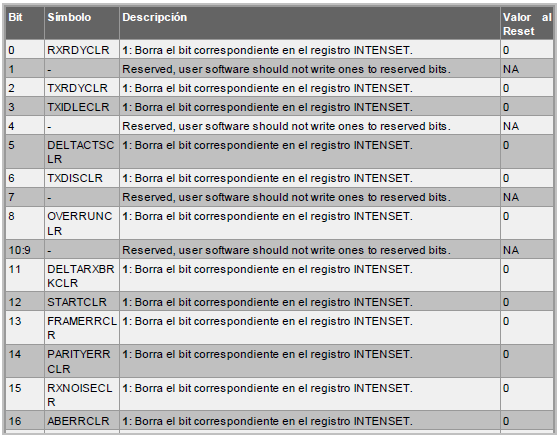 Bit Símbolo Descripción Valor al
Reset
0 RXRDYCLR 1: Borra el bit correspondiente en el registro INTENSET. 0
1 - Reserved, user software should not write ones to reserved bits. NA
2 TXRDYCLR 1: Borra el bit correspondiente en el registro INTENSET. 0
3 TXIDLECLR 1: Borra el bit correspondiente en el registro INTENSET. 0
4 - Reserved, user software should not write ones to reserved bits. NA
5 DELTACTSC 1: Borra el bit correspondiente en el registro INTENSET. 0
LR
6 TXDISCLR 1: Borra el bit correspondiente en el registro INTENSET. 0
7 - Reserved, user software should not write ones to reserved bits. NA
8 OVERRUNC 1: Borra el bit correspondiente en el registro INTENSET. 0
LR
10:9 - Reserved, user software should not write ones to reserved bits. NA
11 DELTARXBR 1: Borra el bit correspondiente en el registro INTENSET. 0
KCLR
12 STARTCLR 1: Borra el bit correspondiente en el registro INTENSET. 0
13 FRAMERRCL 1: Borra el bit correspondiente en el registro INTENSET. 0
R
14 PARITYERR 1: Borra el bit correspondiente en el registro INTENSET. 0
CLR
15 RXNOISECL 1: Borra el bit correspondiente en el registro INTENSET. 0
R
16 ABERRCLR 1: Borra el bit correspondiente en el registro INTENSET. 0